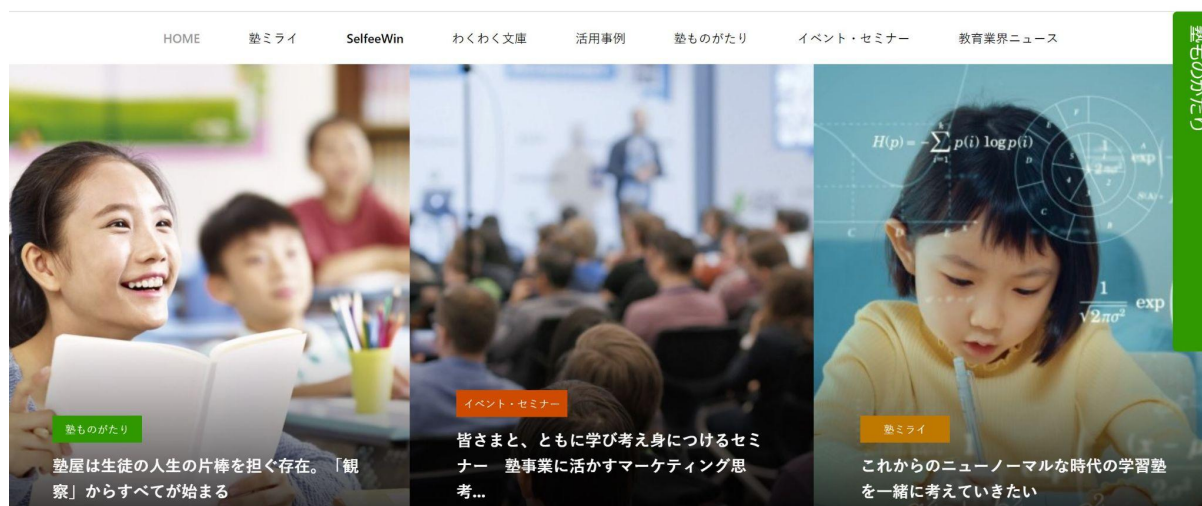 HOME
塾ミライ
SelfeeWin
わくわく文庫
活用事例
塾ものがたり
イベント・セミナー
教育業界ニュース
塾ものがたり
H(p) = -∑ p(i) log p(i)
k
i=1
exp
1
√2πσ²
exp
塾ものがたり
塾屋は生徒の人生の片棒を担ぐ存在。「観
察」からすべてが始まる
イベント・セミナー
皆さまと、ともに学び考え身につけるセミ
ナー　塾事業に活かすマーケティング思
考...
塾ミライ
これからのニューノーマルな時代の学習塾
を一緒に考えていきたい